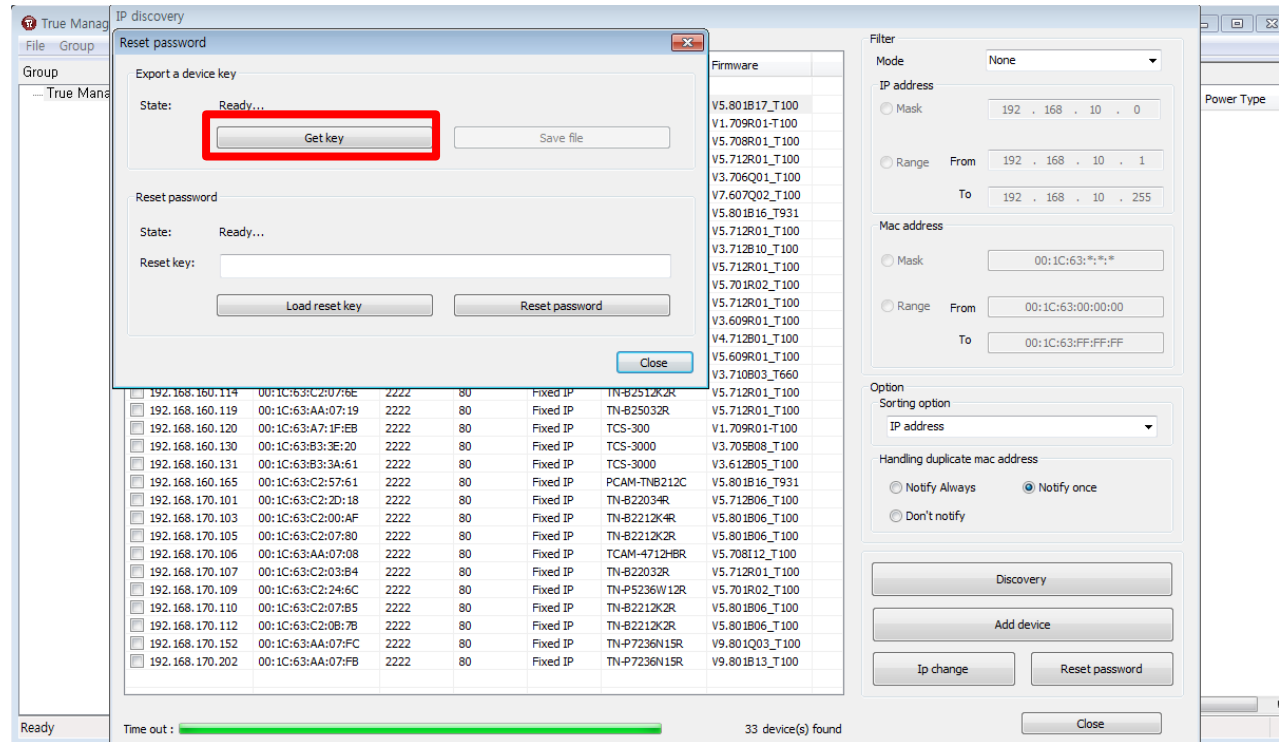 True Manag
IP discovery
File Group
Reset password
Group
True Mana
Export a device key
State: Ready...
Get key Save file
Reset password
State: Ready...
Reset key:
Load reset key Reset password
Close
Firmware
V5.801B17_T100
V1.709R01-T100
V5.708R01_T100
V5.712R01_T100
V3.706Q01_T100
V7.607Q02_T100
V5.801B16_T931
V5.712R01_T100
V3.712B10_T100
V5.712R01_T100
V5.701R02_T100
V5.712R01_T100
V3.609R01_T100
V4.712B01_T100
V5.609R01_T100
V3.710B03_T660
192.168.160.114 00:1C:63:C2:07:6E 2222 80 Fixed IP TN-B2512K2R V5.712R01_T100
192.168.160.119 00:1C:63:AA:07:19 2222 80 Fixed IP TN-B25032R V5.712R01_T100
192.168.160.120 00:1C:63:A7:1F:EB 2222 80 Fixed IP TCS-300 V1.709R01-T100
192.168.160.130 00:1C:63:B3:3E:20 2222 80 Fixed IP TCS-3000 V3.705B08_T100
192.168.160.131 00:1C:63:B3:3A:61 2222 80 Fixed IP TCS-3000 V3.612B05_T100
192.168.160.165 00:1C:63:C2:57:61 2222 80 Fixed IP PCAM-TNB212C V5.801B16_T931
192.168.170.101 00:1C:63:C2:2D:18 2222 80 Fixed IP TN-B22034R V5.712B06_T100
192.168.170.103 00:1C:63:C2:00:AF 2222 80 Fixed IP TN-B2212K4R V5.801B06_T100
192.168.170.105 00:1C:63:C2:07:80 2222 80 Fixed IP TN-B2212K2R V5.801B06_T100
192.168.170.106 00:1C:63:AA:07:08 2222 80 Fixed IP TCAM-4712HBR V5.708I12_T100
192.168.170.107 00:1C:63:C2:03:B4 2222 80 Fixed IP TN-B22032R V5.712R01_T100
192.168.170.109 00:1C:63:C2:24:6C 2222 80 Fixed IP TN-P5236W12R V5.701R02_T100
192.168.170.110 00:1C:63:C2:07:B5 2222 80 Fixed IP TN-B2212K2R V5.801B06_T100
192.168.170.112 00:1C:63:C2:0B:7B 2222 80 Fixed IP TN-B2212K2R V5.801B06_T100
192.168.170.152 00:1C:63:AA:07:FC 2222 80 Fixed IP TN-P7236N15R V9.801Q03_T100
192.168.170.202 00:1C:63:AA:07:FB 2222 80 Fixed IP TN-P7236N15R V9.801B13_T100
Time out : 33 device(s) found
Filter
Mode None
IP address
Mask 192 . 168 . 10 . 0
Range From 192 . 168 . 10 . 1
To 192 . 168 . 10 . 255
Mac address
Mask 00:1C:63:*:*:*
Range From 00:1C:63:00:00:00
To 00:1C:63:FF:FF:FF
Option
Sorting option
IP address
Handling duplicate mac address
Notify Always Notify once
Don't notify
Discovery
Add device
Ip change Reset password
Close
Power Type
Ready